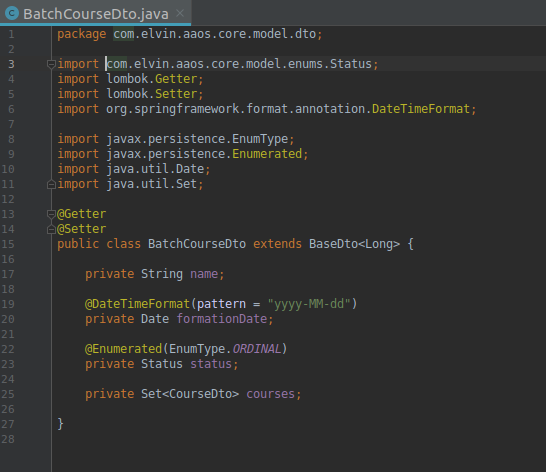 BatchCourseDto.java
1 package com.elvin.aaos.core.model.dto;
2
3 import com.elvin.aaos.core.model.enums.Status;
4 import lombok.Getter;
5 import lombok.Setter;
6 import org.springframework.format.annotation.DateTimeFormat;
7
8 import javax.persistence.EnumType;
9 import javax.persistence.Enumerated;
10 import java.util.Date;
11 import java.util.Set;
12
13 @Getter
14 @Setter
15 public class BatchCourseDto extends BaseDto<Long> {
16
17     private String name;
18
19     @DateTimeFormat(pattern = "yyyy-MM-dd")
20     private Date formationDate;
21
22     @Enumerated(EnumType.ORDINAL)
23     private Status status;
24
25     private Set<CourseDto> courses;
26
27 }
28